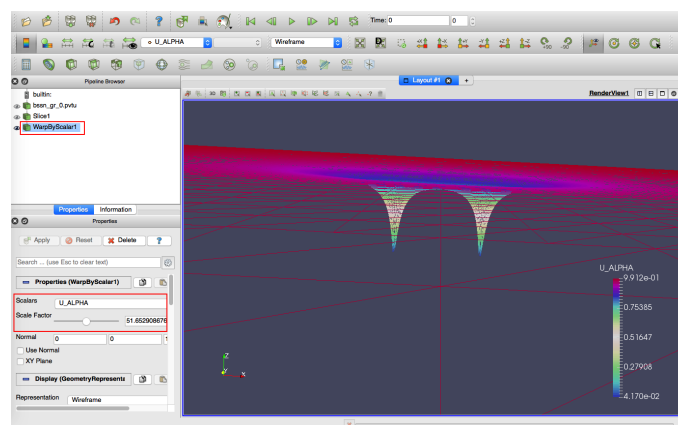 Time: 0 0
U_ALPHA Wireframe
Pipeline Browser
builtin:
bssn_gr_0.pvtu
Slice1
WarpByScalar1
Properties Information
Properties
Apply Reset Delete ?
Search ... (use Esc to clear text)
Properties (WarpByScalar1)
Scalars U_ALPHA
Scale Factor 51.652908676
Normal 0 0 1
Use Normal
XY Plane
Display (GeometryRepresenta
Representation Wireframe
Layout #1 +
3D
RenderView1
U_ALPHA
9.912e-01
0.75385
0.51647
0.27908
4.170e-02
Z
Y X